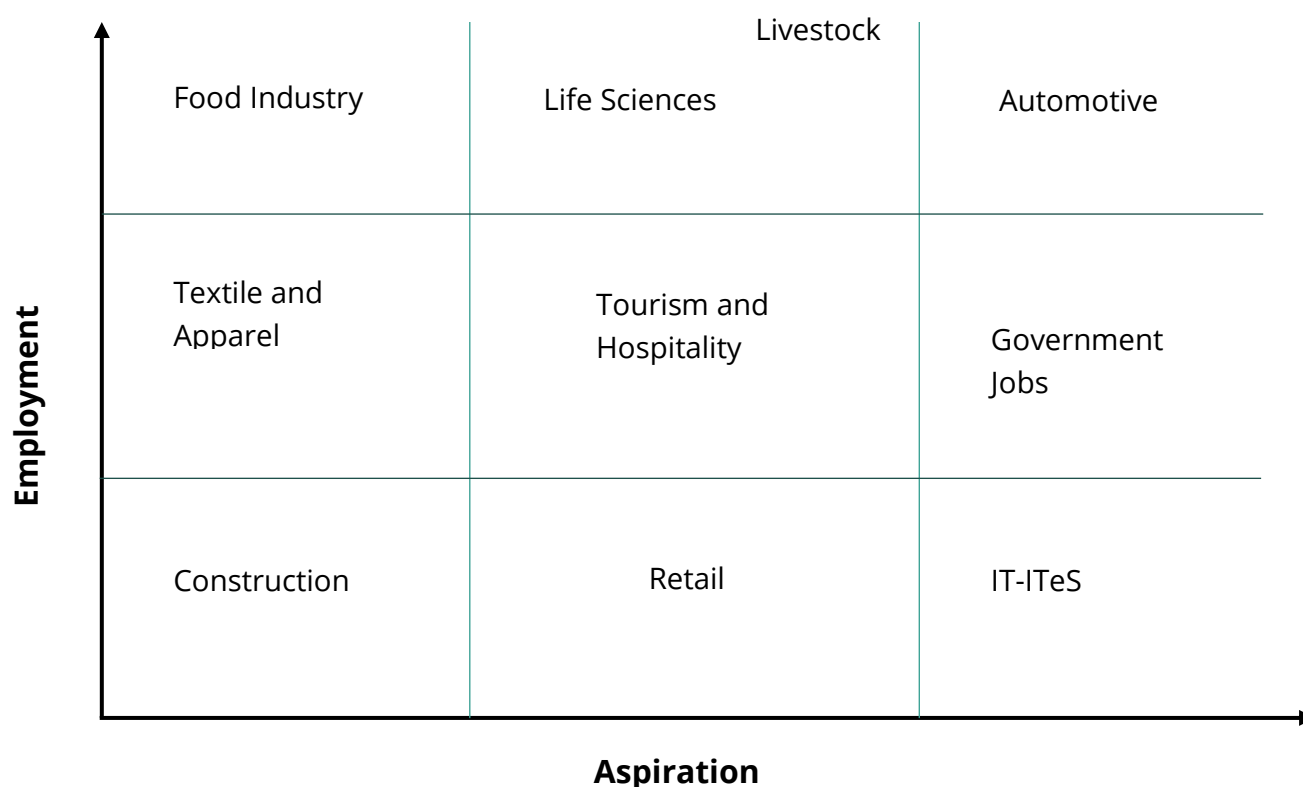 Livestock
Food Industry
Life Sciences
Automotive
Textile and
Apparel
Tourism and
Hospitality
Government
Jobs
Employment
Construction
Retail
IT-ITeS
Aspiration